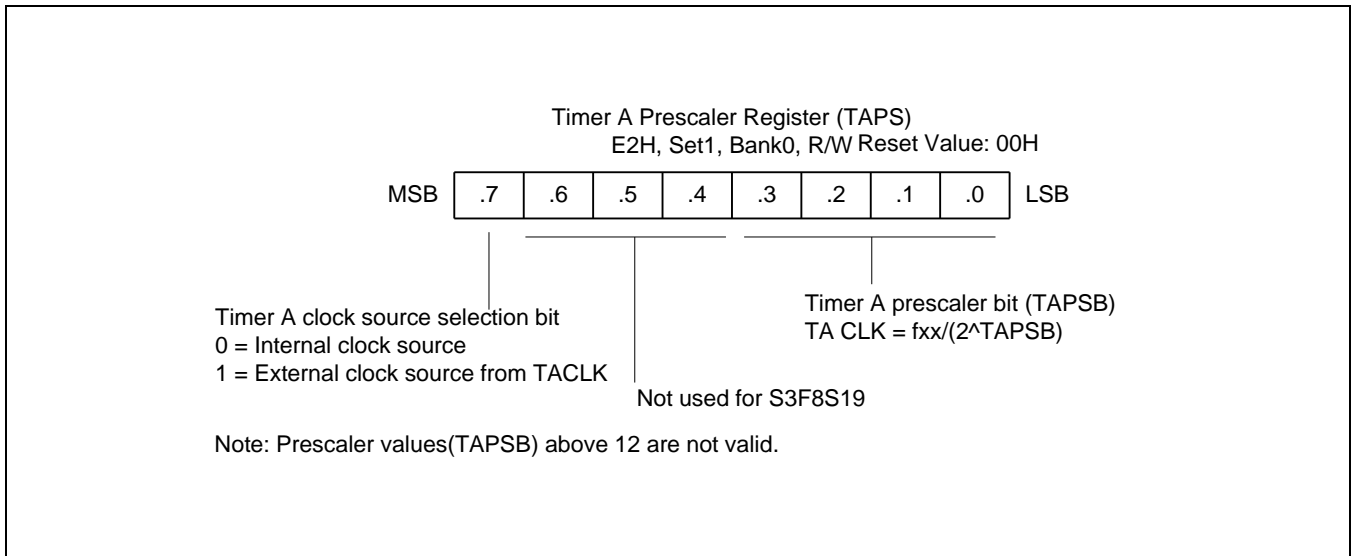 Timer A Prescaler Register (TAPS)
E2H, Set1, Bank0, R/W Reset Value: 00H
MSB .7 .6 .5 .4 .3 .2 .1 .0 LSB
Timer A clock source selection bit
0 = Internal clock source
1 = External clock source from TACLK
Timer A prescaler bit (TAPSB)
TA CLK = fxx/(2^TAPSB)
Not used for S3F8S19
Note: Prescaler values(TAPSB) above 12 are not valid.